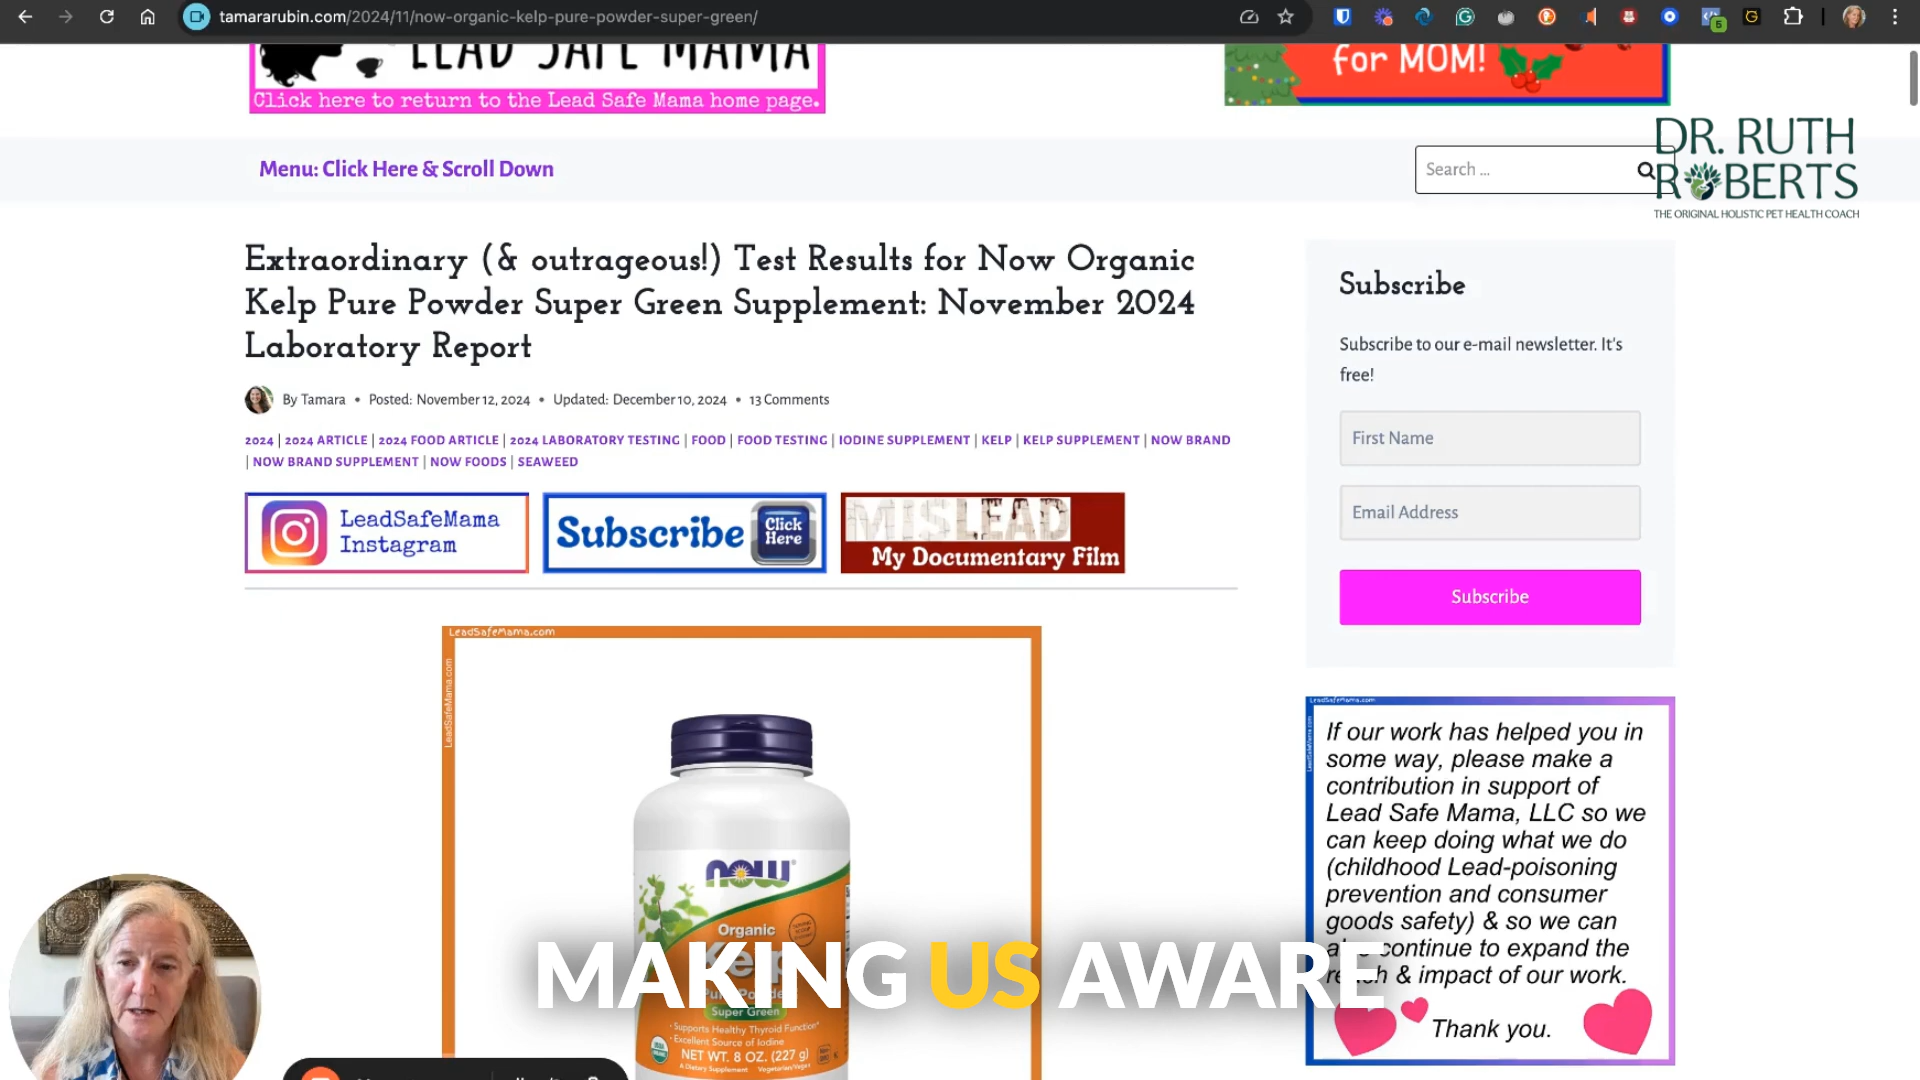 tamararubin.com/2024/11/now-organic-kelp-pure-powder-super-green/
LEAD SAFE MAMA
Click here to return to the Lead Safe Mama home page.
for MOM!
DR. RUTH
ROBERTS
THE ORIGINAL HOLISTIC PET HEALTH COACH
Menu: Click Here & Scroll Down
Search ...
Extraordinary (& outrageous!) Test Results for Now Organic
Kelp Pure Powder Super Green Supplement: November 2024
Laboratory Report
By Tamara • Posted: November 12, 2024 • Updated: December 10, 2024 • 13 Comments
2024 | 2024 ARTICLE | 2024 FOOD ARTICLE | 2024 LABORATORY TESTING | FOOD | FOOD TESTING | IODINE SUPPLEMENT | KELP | KELP SUPPLEMENT | NOW BRAND
| NOW BRAND SUPPLEMENT | NOW FOODS | SEAWEED
LeadSafeMama
Instagram
Subscribe
Click
Here
MISLEAD
My Documentary Film
Subscribe
Subscribe to our e-mail newsletter. It's
free!
First Name
Email Address
Subscribe
LeadSafeMama.com
LeadSafeMama.com
NOW
Organic
Kelp
Pure Powder
Super Green
• Supports Healthy Thyroid Function*
• Excellent Source of Iodine
NET WT. 8 OZ. (227 g)
A Dietary Supplement Vegetarian/Vegan
LeadSafeMama.com
If our work has helped you in
some way, please make a
contribution in support of
Lead Safe Mama, LLC so we
can keep doing what we do
(childhood Lead-poisoning
prevention and consumer
goods safety) & so we can
continue to expand the
& impact of our work.
Thank you.
MAKING US AWARE
5